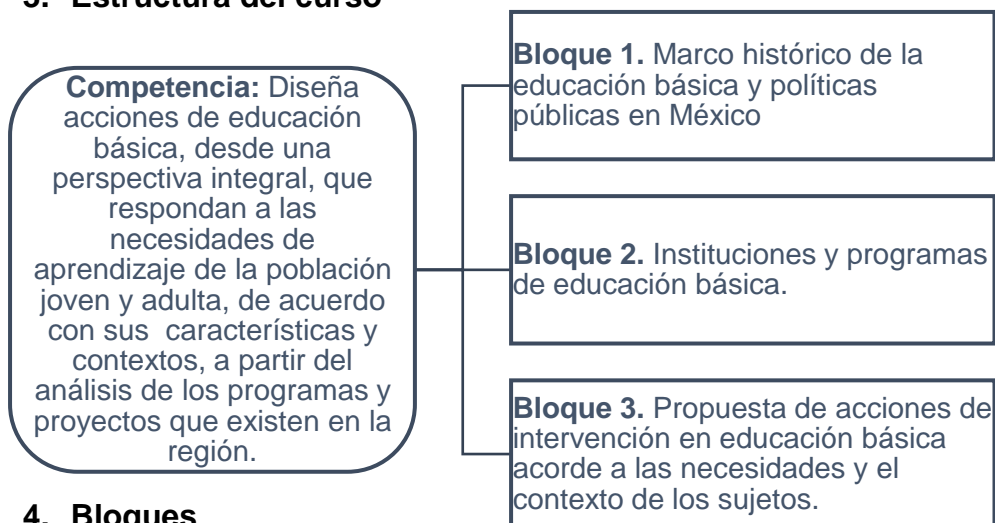 3. Estructura del curso
Competencia: Diseña
acciones de educación
básica, desde una
perspectiva integral, que
respondan a las
necesidades de
aprendizaje de la población
joven y adulta, de acuerdo
con sus características y
contextos, a partir del
análisis de los programas y
proyectos que existen en la
región.
Bloque 1. Marco histórico de la
educación básica y políticas
públicas en México
Bloque 2. Instituciones y programas
de educación básica.
Bloque 3. Propuesta de acciones de
intervención en educación básica
acorde a las necesidades y el
contexto de los sujetos.
4. Bloques